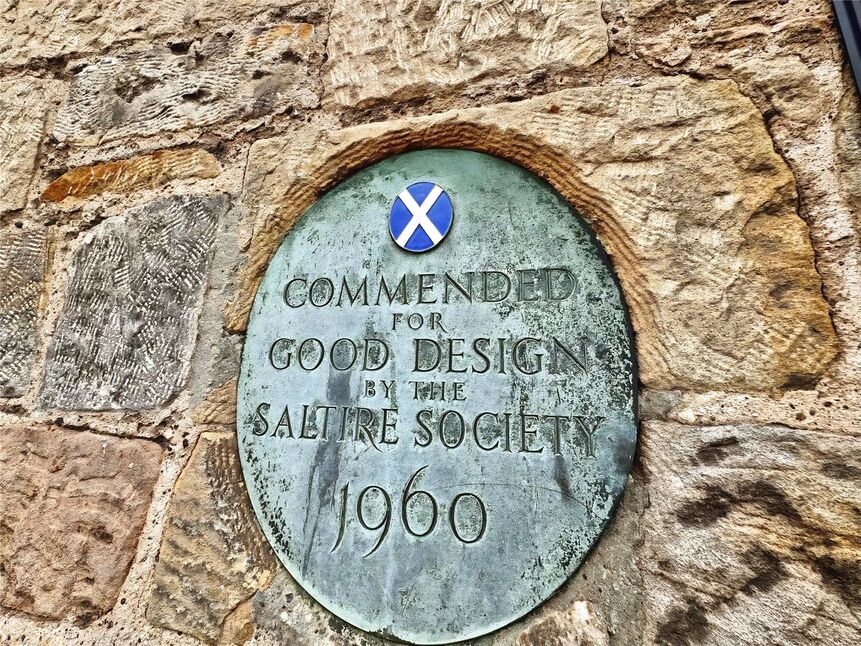 COMMENDED
FOR
GOOD DESIGN
BY THE
SALTIRE SOCIETY
1960